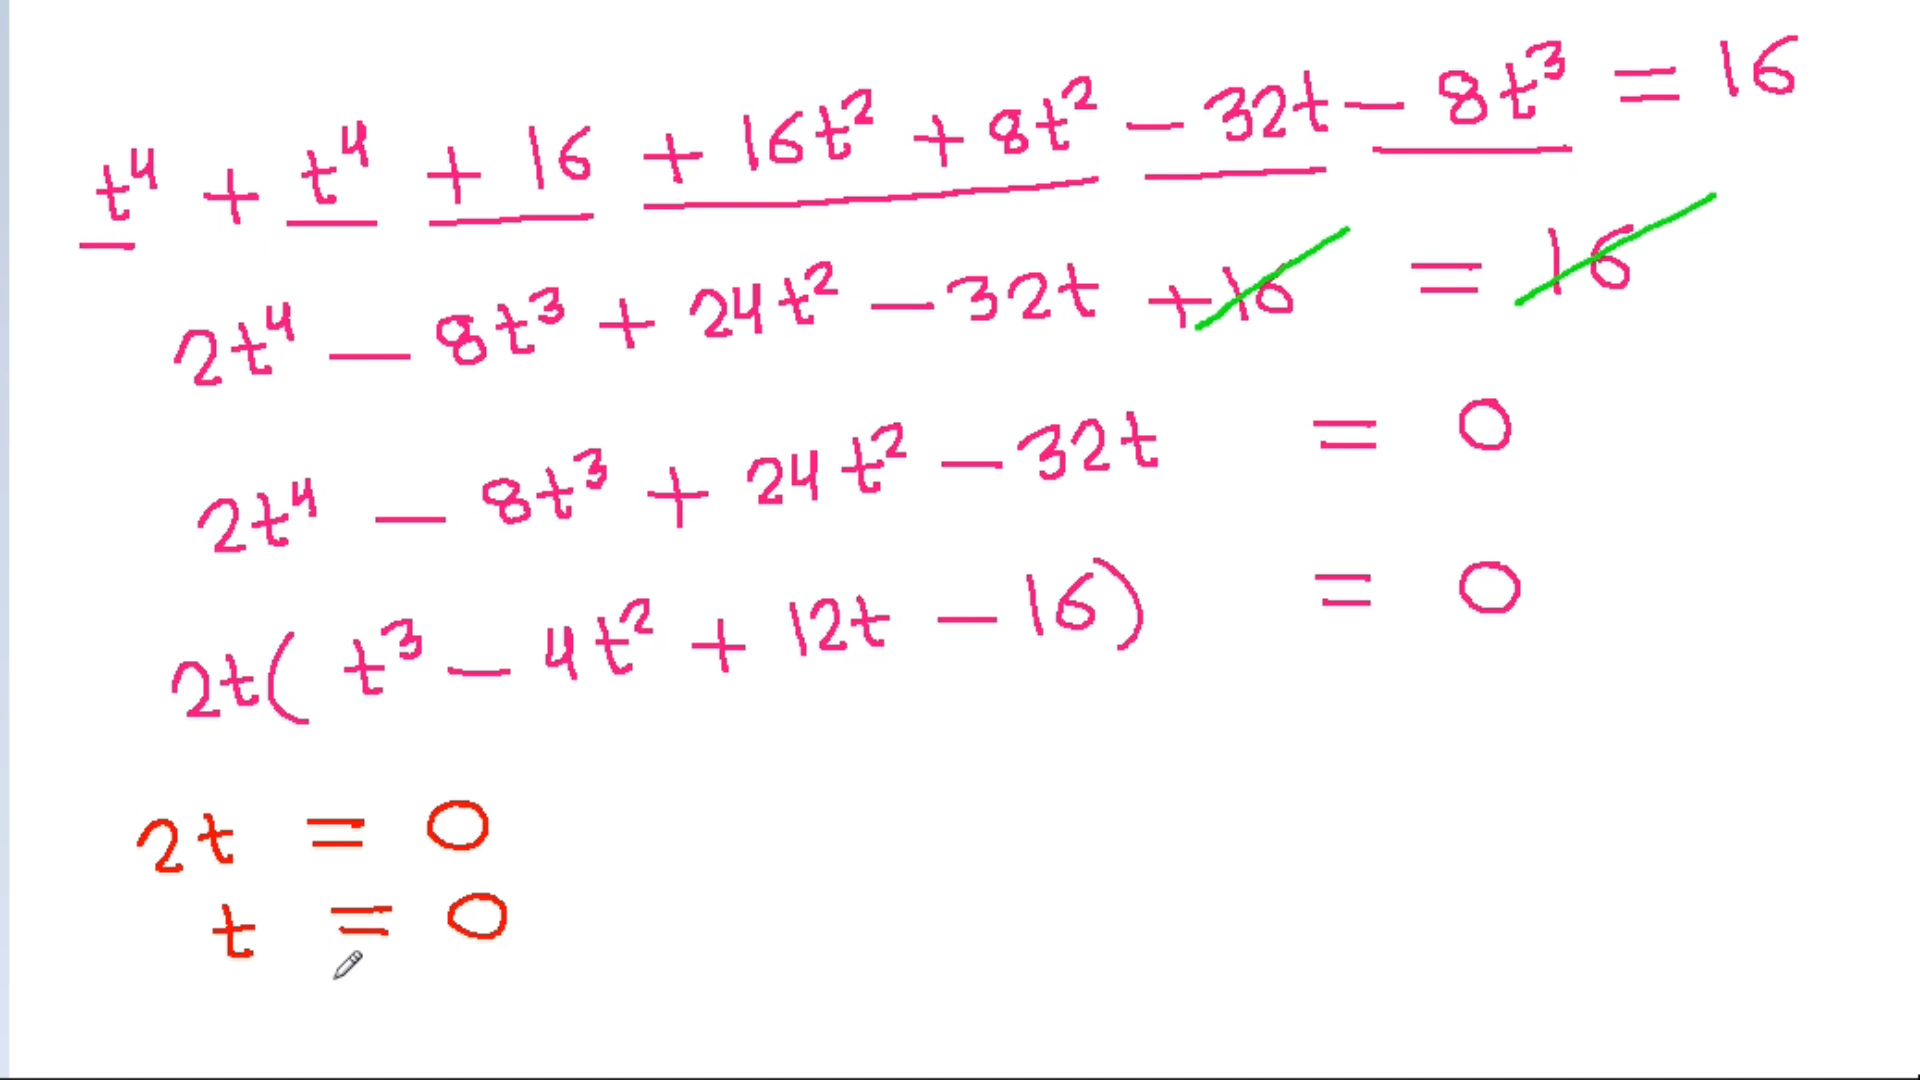 t⁴ + t⁴ + 16 + 16t² + 8t² − 32t − 8t³ = 16
2t⁴ − 8t³ + 24t² − 32t + 16 = 16
2t⁴ − 8t³ + 24t² − 32t = 0
2t( t³ − 4t² + 12t − 16) = 0
2t = 0
t = 0